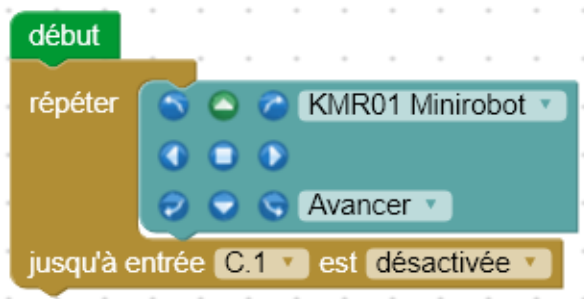 début
répéter KMR01 Minirobot
Avancer
jusqu'à entrée C.1 est désactivée